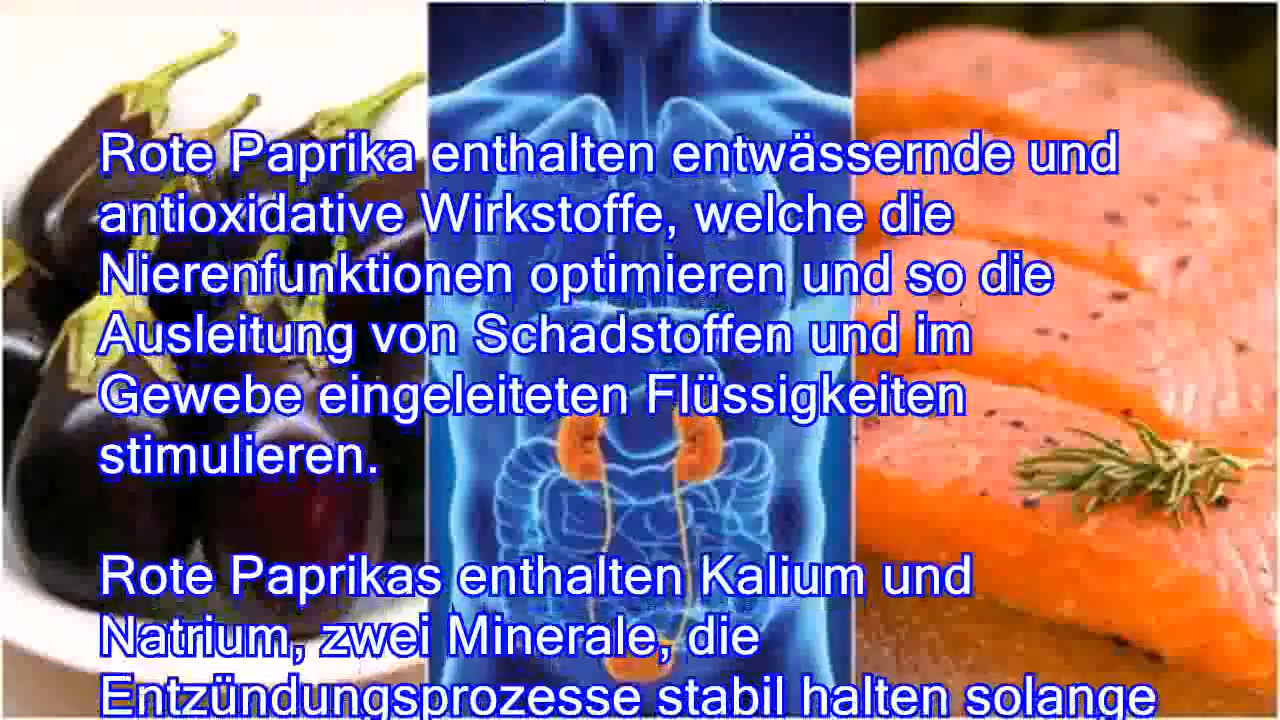 Rote Paprika enthalten entwässernde und
antioxidative Wirkstoffe, welche die
Nierenfunktionen optimieren und so die
Ausleitung von Schadstoffen und im
Gewebe eingeleiteten Flüssigkeiten
stimulieren.
Rote Paprikas enthalten Kalium und
Natrium, zwei Minerale, die
Entzündungsprozesse stabil halten solange